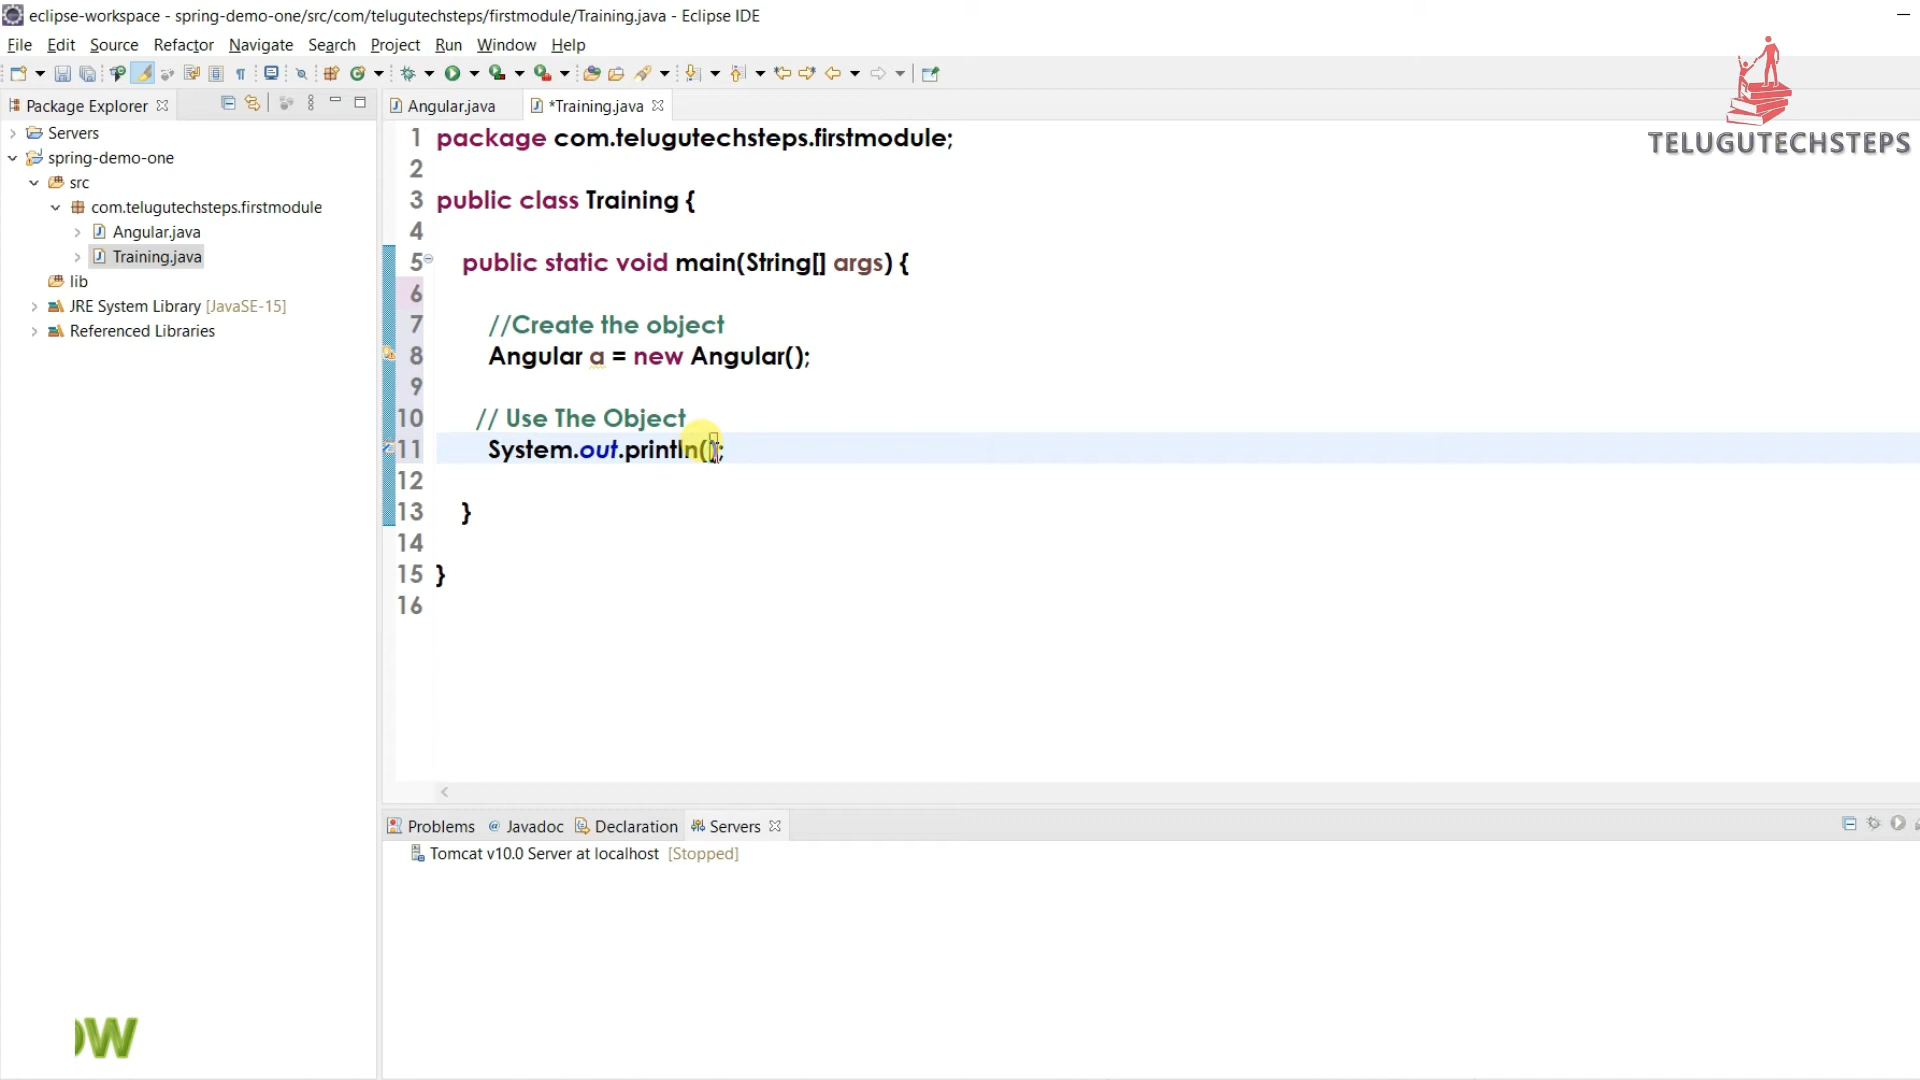 eclipse-workspace - spring-demo-one/src/com/telugutechsteps/firstmodule/Training.java - Eclipse IDE
File Edit Source Refactor Navigate Search Project Run Window Help
Package Explorer
Servers
spring-demo-one
src
com.telugutechsteps.firstmodule
Angular.java
Training.java
lib
JRE System Library [JavaSE-15]
Referenced Libraries
Angular.java *Training.java
TELUGUTECHSTEPS
1 package com.telugutechsteps.firstmodule;
2
3 public class Training {
4
5 public static void main(String[] args) {
6
7 //Create the object
8 Angular a = new Angular();
9
10 // Use The Object
11 System.out.println();
12
13 }
14
15 }
16
Problems Javadoc Declaration Servers
Tomcat v10.0 Server at localhost [Stopped]